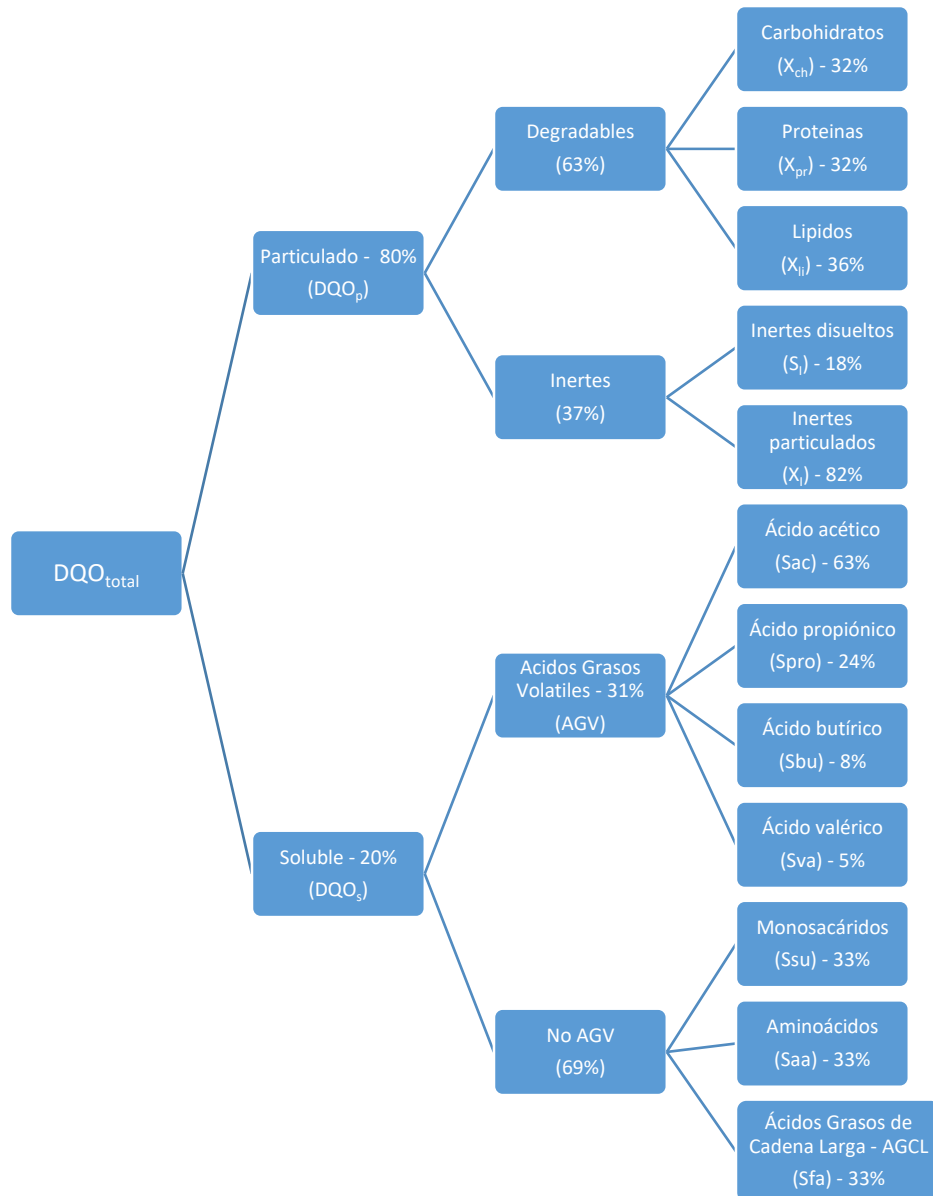 DQOtotal
Particulado - 80%
(DQOp)
Degradables
(63%)
Carbohidratos
(Xch) - 32%
Proteinas
(Xpr) - 32%
Lipidos
(Xli) - 36%
Inertes
(37%)
Inertes disueltos
(SI) - 18%
Inertes
particulados
(XI) - 82%
Soluble - 20%
(DQOs)
Acidos Grasos
Volatiles - 31%
(AGV)
Ácido acético
(Sac) - 63%
Ácido propiónico
(Spro) - 24%
Ácido butírico
(Sbu) - 8%
Ácido valérico
(Sva) - 5%
No AGV
(69%)
Monosacáridos
(Ssu) - 33%
Aminoácidos
(Saa) - 33%
Ácidos Grasos de
Cadena Larga - AGCL
(Sfa) - 33%